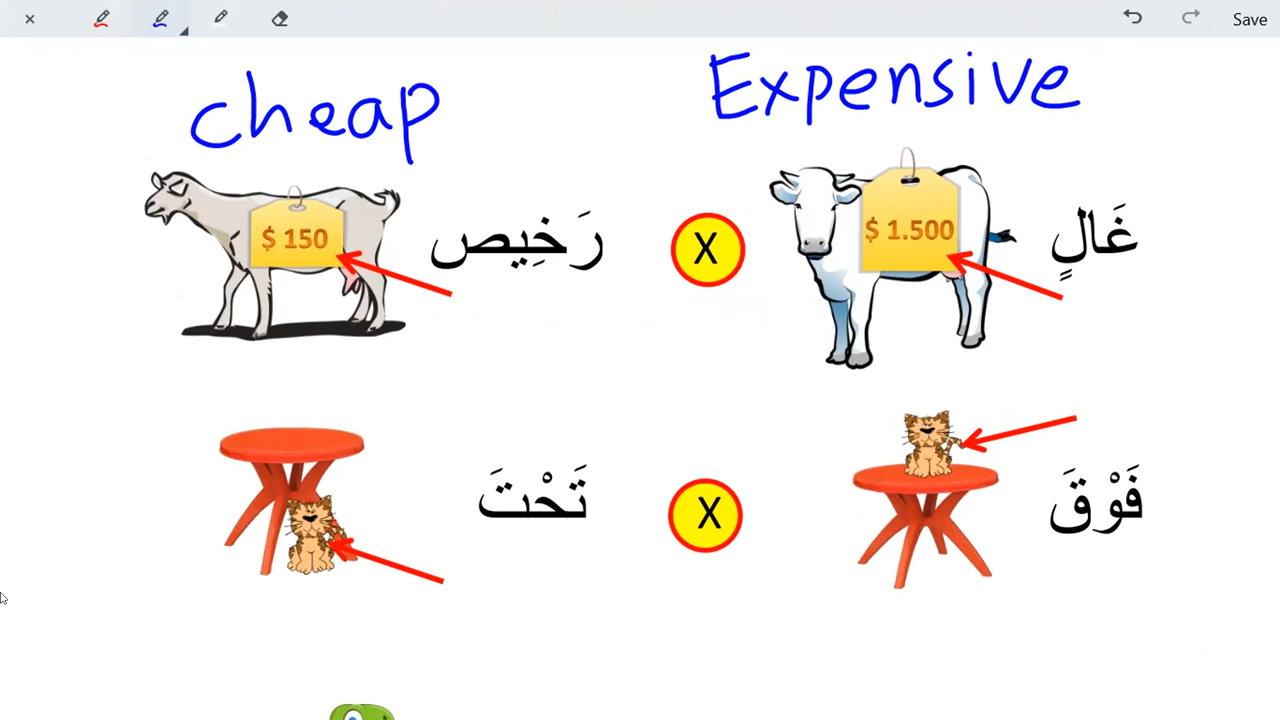 Save
cheap
Expensive
$ 150
رَخِيص
X
$ 1.500
غَالٍ
تَحْتَ
X
فَوْقَ